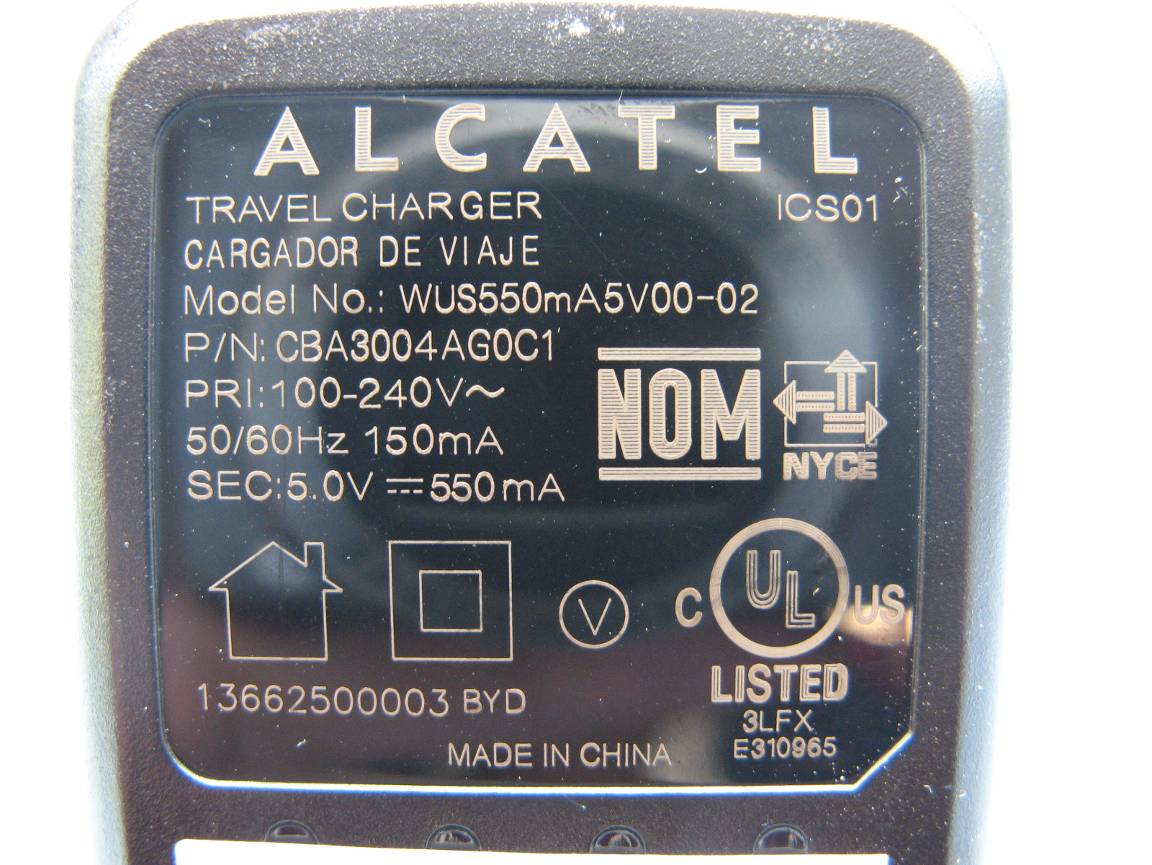 ALCATEL
TRAVEL CHARGER ICS01
CARGADOR DE VIAJE
Model No.: WUS550mA5V00-02
P/N: CBA3004AG0C1
PRI:100-240V~
50/60Hz 150mA
SEC:5.0V ⎓ 550mA
NOM
NYCE
V
C UL US
LISTED
13662500003 BYD
3LFX
E310965
MADE IN CHINA